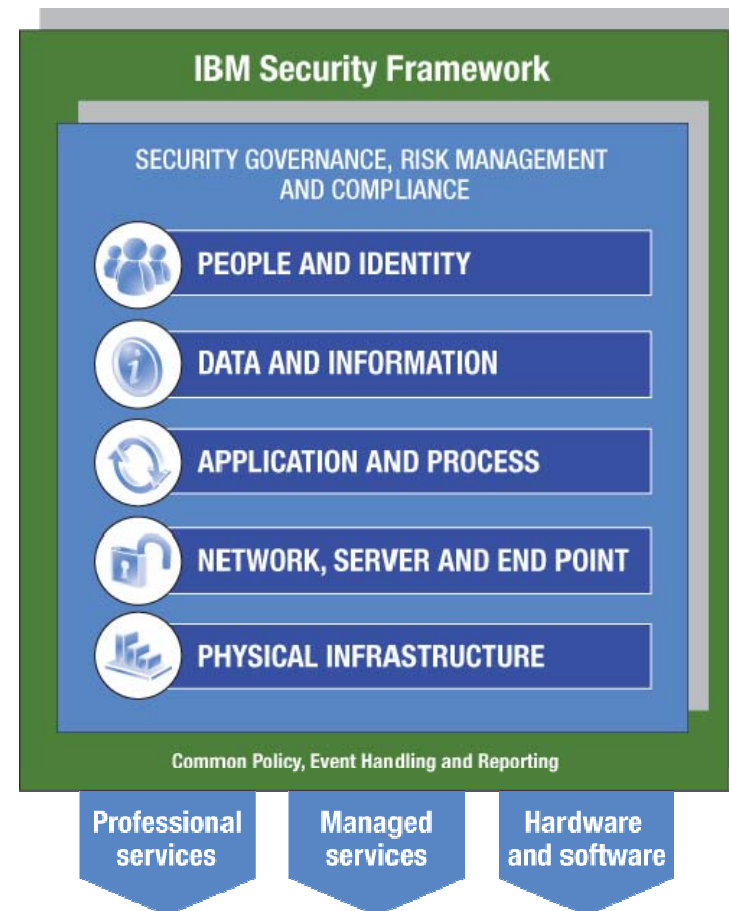 IBM Security Framework
SECURITY GOVERNANCE, RISK MANAGEMENT
AND COMPLIANCE
PEOPLE AND IDENTITY
DATA AND INFORMATION
APPLICATION AND PROCESS
NETWORK, SERVER AND END POINT
PHYSICAL INFRASTRUCTURE
Common Policy, Event Handling and Reporting
Professional
services
Managed
services
Hardware
and software